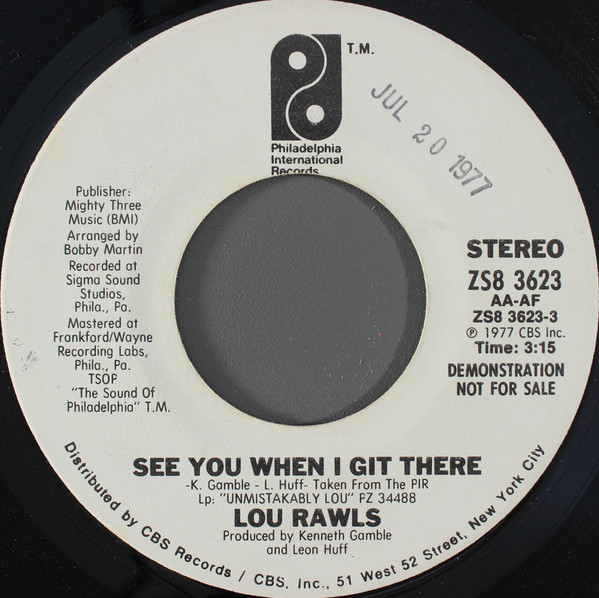 T.M.
Philadelphia
International
Records
JUL 20 1977
Publisher:
Mighty Three
Music (BMI)
Arranged by
Bobby Martin
Recorded at
Sigma Sound
Studios,
Phila., Pa.
Mastered at
Frankford/Wayne
Recording Labs,
Phila., Pa.
TSOP
"The Sound Of
Philadelphia" T.M.
STEREO
ZS8 3623
AA-AF
ZS8 3623-3
℗ 1977 CBS Inc.
Time: 3:15
DEMONSTRATION
NOT FOR SALE
SEE YOU WHEN I GIT THERE
-K. Gamble - L. Huff- Taken From The PIR
Lp: "UNMISTAKABLY LOU" PZ 34488
LOU RAWLS
Produced by Kenneth Gamble
and Leon Huff
Distributed by CBS Records / CBS, Inc., 51 West 52 Street, New York City